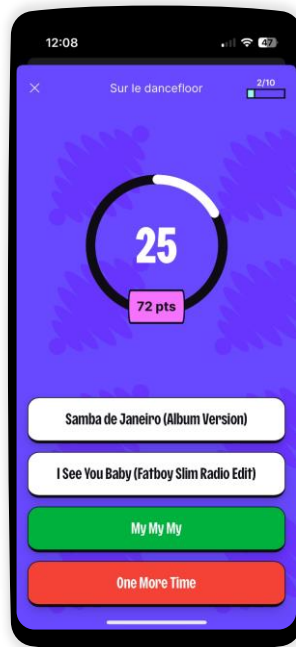 12:08
47
Sur le dancefloor
2/10
25
72 pts
Samba de Janeiro (Album Version)
I See You Baby (Fatboy Slim Radio Edit)
My My My
One More Time